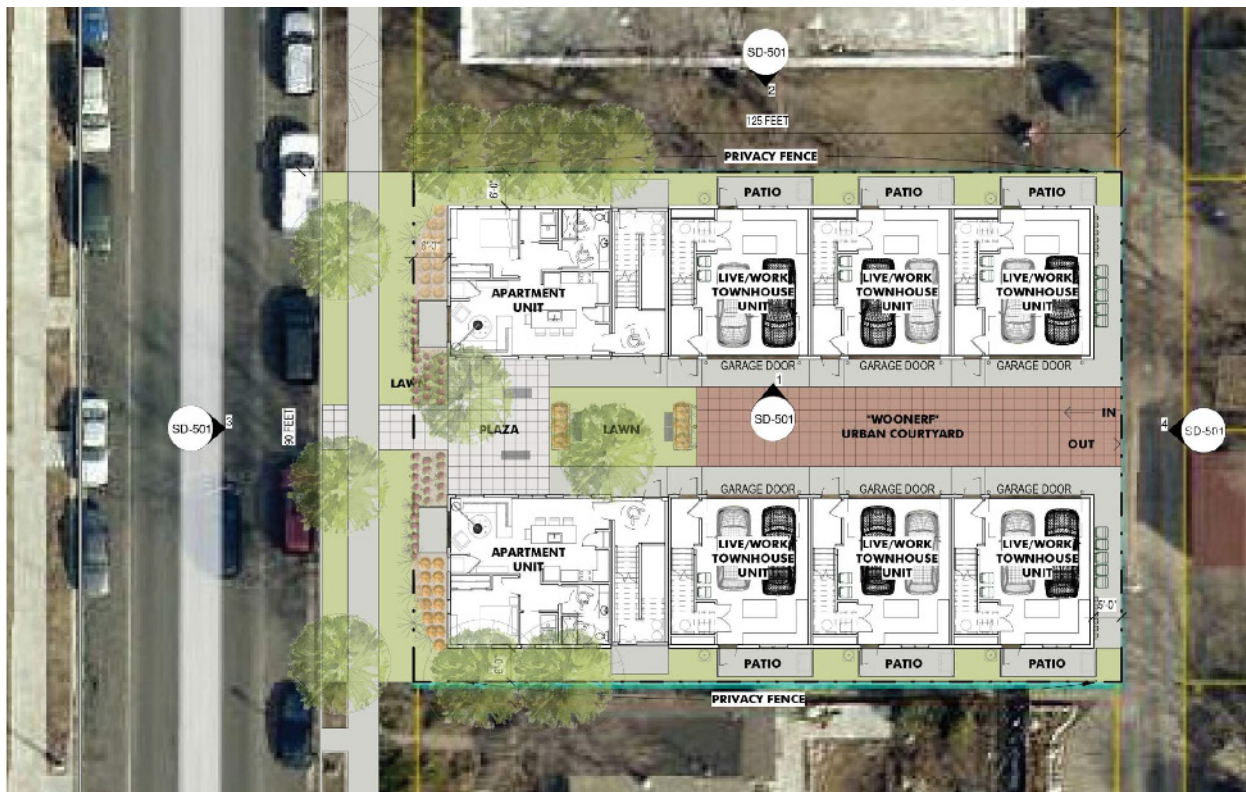 SD-501
2
125 FEET
PRIVACY FENCE
6'-0"
PATIO
PATIO
PATIO
APARTMENT
UNIT
LIVE/WORK
TOWNHOUSE
UNIT
LIVE/WORK
TOWNHOUSE
UNIT
LIVE/WORK
TOWNHOUSE
UNIT
GARAGE DOOR
GARAGE DOOR
GARAGE DOOR
LAWN
1
SD-501
SD-501
3
90 FEET
PLAZA
LAWN
"WOONERF"
URBAN COURTYARD
IN
OUT
4
SD-501
GARAGE DOOR
GARAGE DOOR
GARAGE DOOR
APARTMENT
UNIT
LIVE/WORK
TOWNHOUSE
UNIT
LIVE/WORK
TOWNHOUSE
UNIT
LIVE/WORK
TOWNHOUSE
UNIT
5'-0"
6'-0"
PATIO
PATIO
PATIO
PRIVACY FENCE